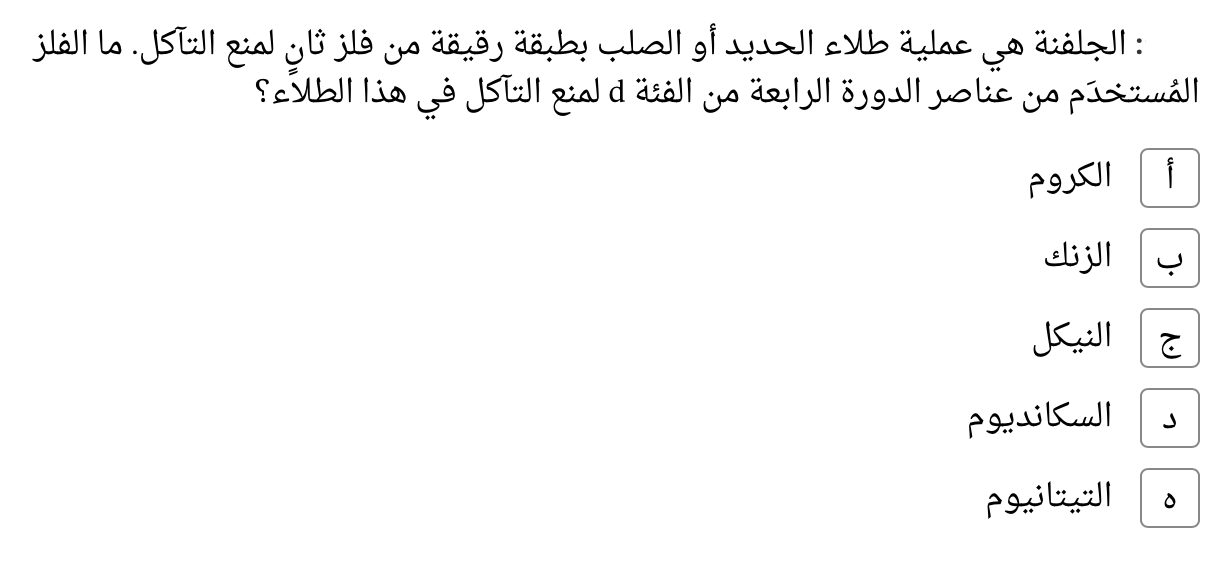 : الجلفنة هي عملية طلاء الحديد أو الصلب بطبقة رقيقة من فلز ثانٍ لمنع التآكل. ما الفلز
المُستخدَم من عناصر الدورة الرابعة من الفئة d لمنع التآكل في هذا الطلاء؟
أ الكروم
ب الزنك
ج النيكل
د السكانديوم
ه التيتانيوم